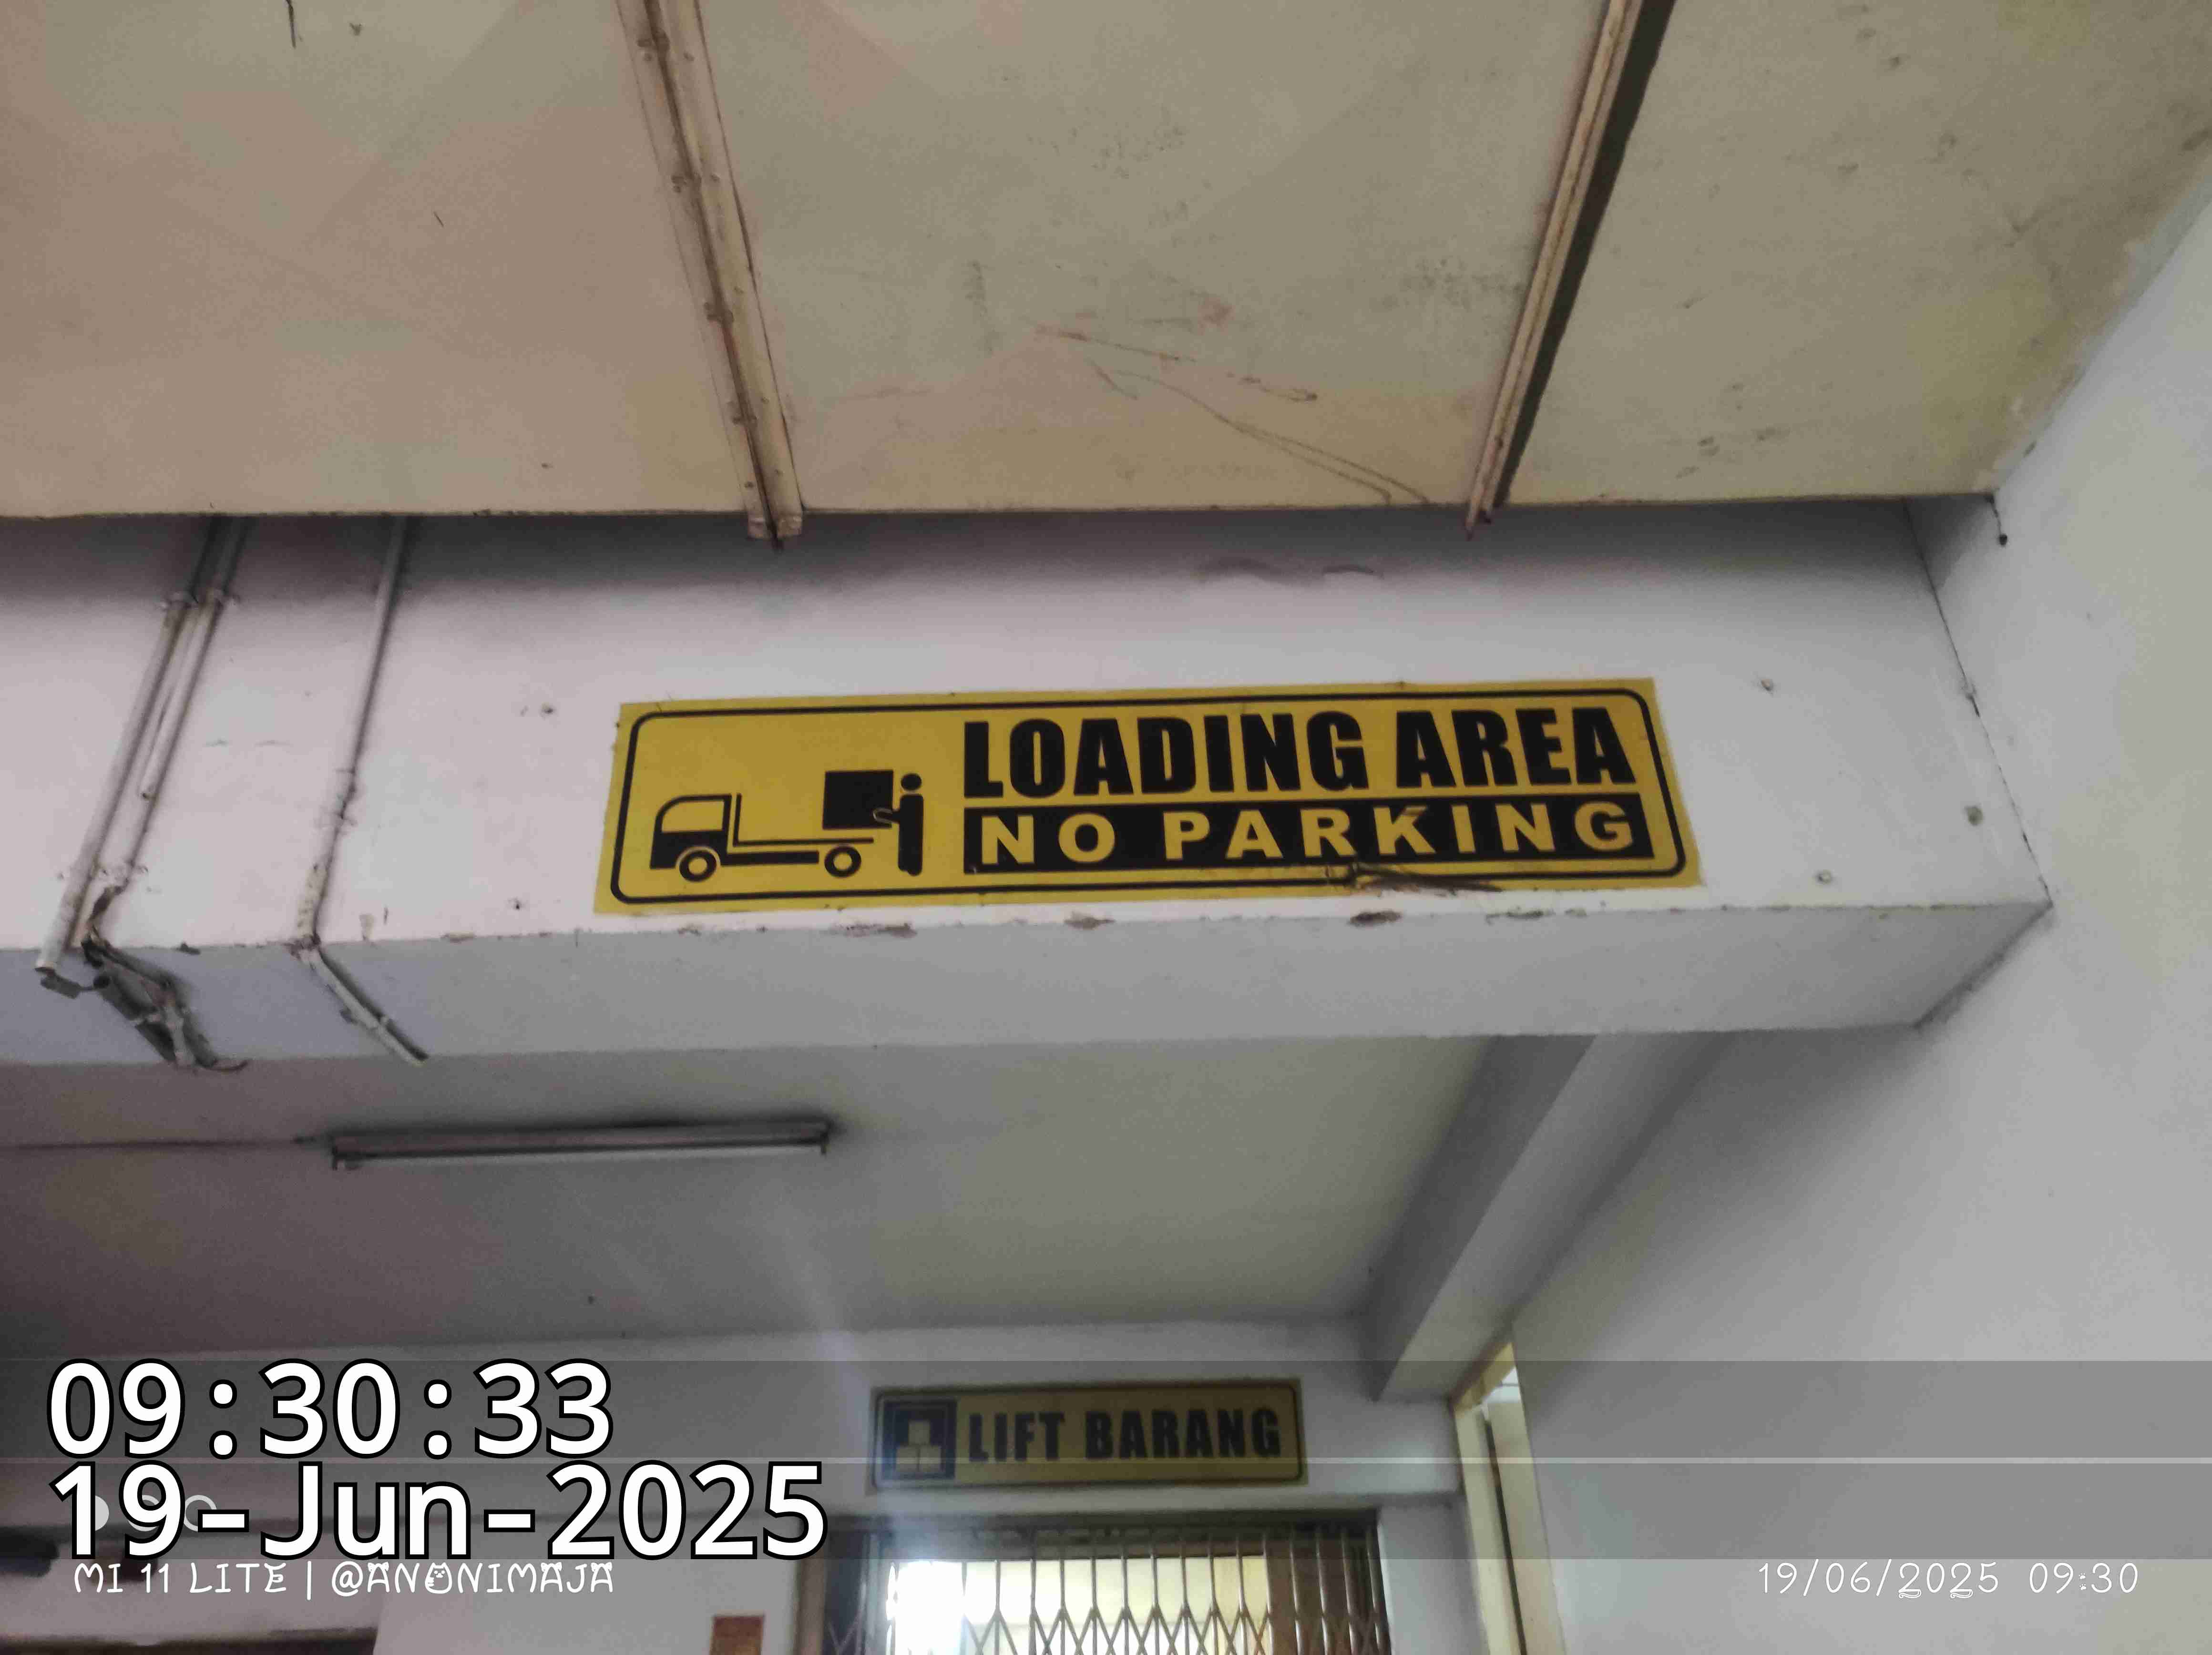 LOADING AREA
NO PARKING
LIFT BARANG
09:30:33
19-Jun-2025
MI 11 LITE | @ANONIMAJA
19/06/2025 09:30